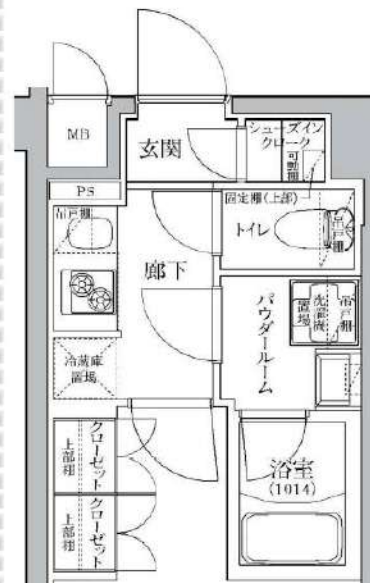 MB
玄関
シューズイン
クローク
可動棚
PS
吊戸棚
固定棚(上部)
トイレ
吊戸棚
廊下
パウダールーム
吊戸棚
洗濯機
置場
冷蔵庫
置場
クローゼット
上部棚
浴室
(1014)
クローゼット
上部棚